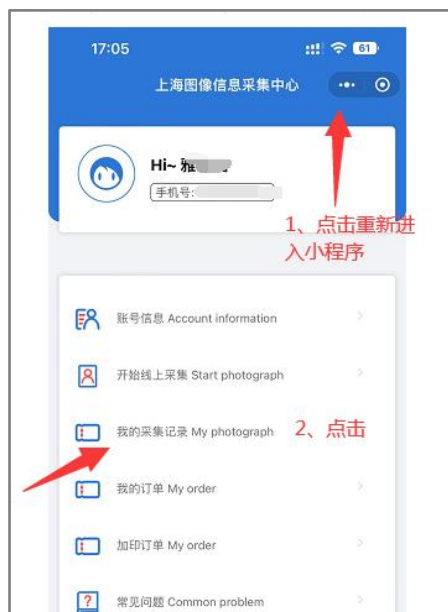 17:05
61
上海图像信息采集中心
Hi~ 雅
手机号:
1、点击重新进
入小程序
账号信息 Account information
开始线上采集 Start photograph
我的采集记录 My photograph
2、点击
我的订单 My order
加印订单 My order
常见问题 Common problem